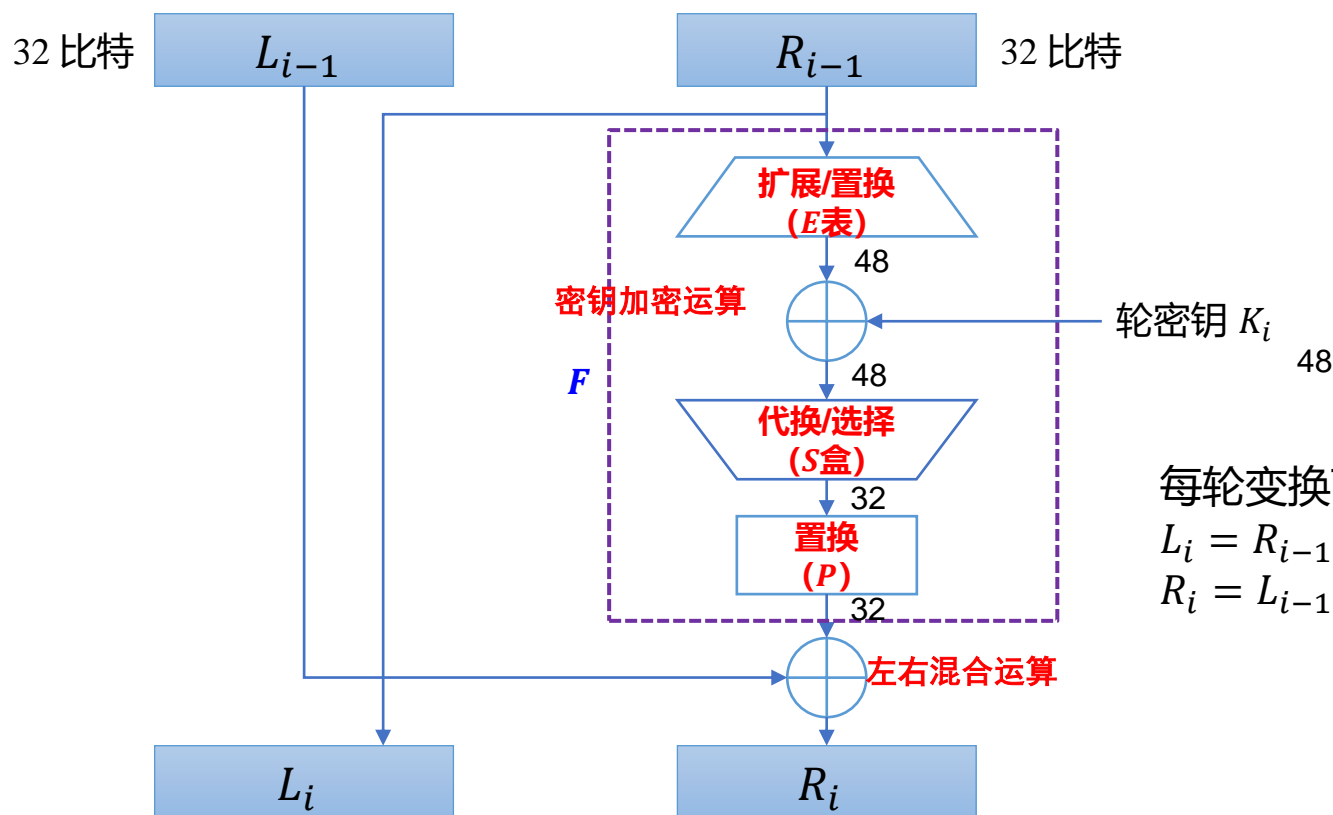 32 比特
L_{i-1}
R_{i-1}
32 比特
扩展/置换
(E表)
48
密钥加密运算
轮密钥 K_i
48
48
F
代换/选择
(S盒)
32
每轮变换
L_i = R_{i-1}
R_i = L_{i-1}
置换
(P)
32
左右混合运算
L_i
R_i